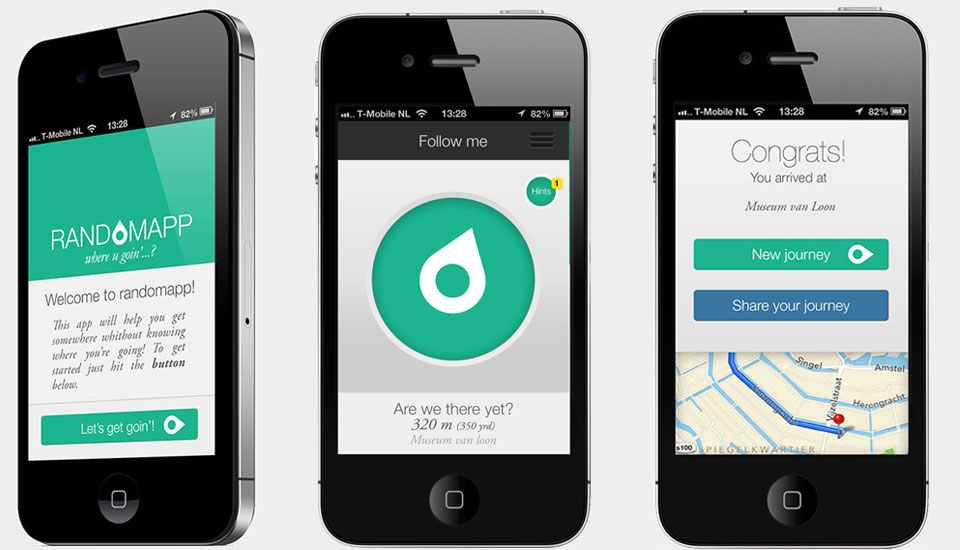 T-Mobile NL 13:28 82%
RANDOMAPP
where u goin'...?
Welcome to randomapp!
This app will help you get
somewhere whithout knowing
where you're going! To get
started just hit the button
below.
Let's get goin'!
T-Mobile NL 13:28 82%
Follow me
Hints 1
Are we there yet?
320 m (350 yrd)
Museum van loon
T-Mobile NL 13:28 82%
Congrats!
You arrived at
Museum van Loon
New journey
Share your journey
Singel
Amstel
Vijzelstraat
Herengracht
s100
SPIEGELKWARTIER